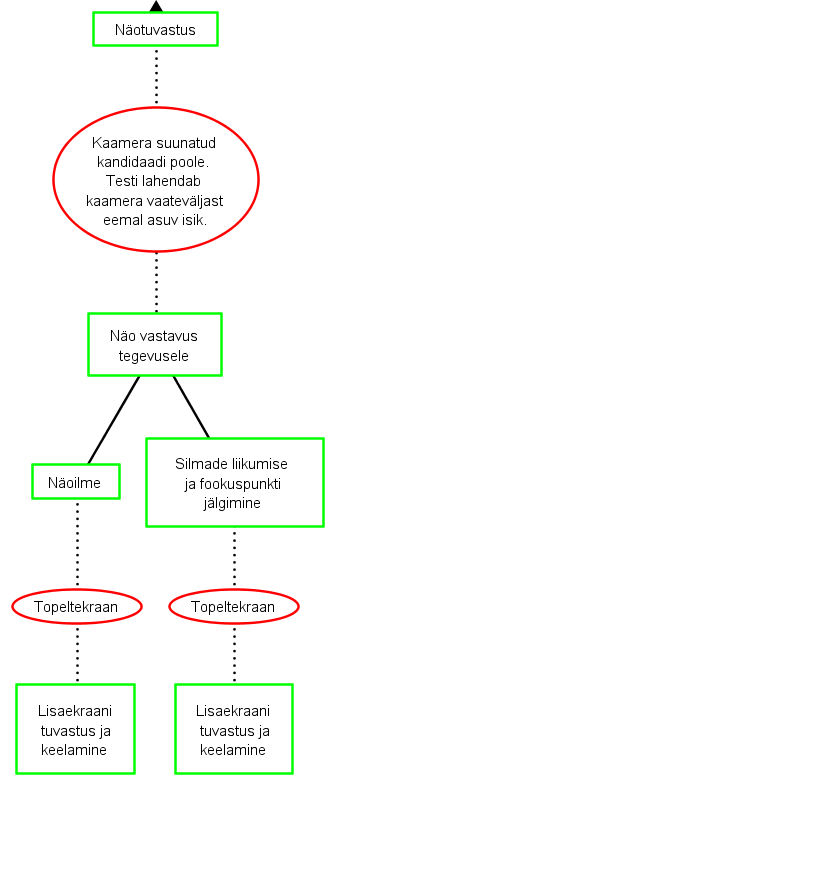 Näotuvastus
Kaamera suunatud
kandidaadi poole.
Testi lahendab
kaamera vaateväljast
eemal asuv isik.
Näo vastavus
tegevusele
Näoilme
Silmade liikumise
ja fookuspunkti
jälgimine
Topeltekraan
Topeltekraan
Lisaekraani
tuvastus ja
keelamine
Lisaekraani
tuvastus ja
keelamine